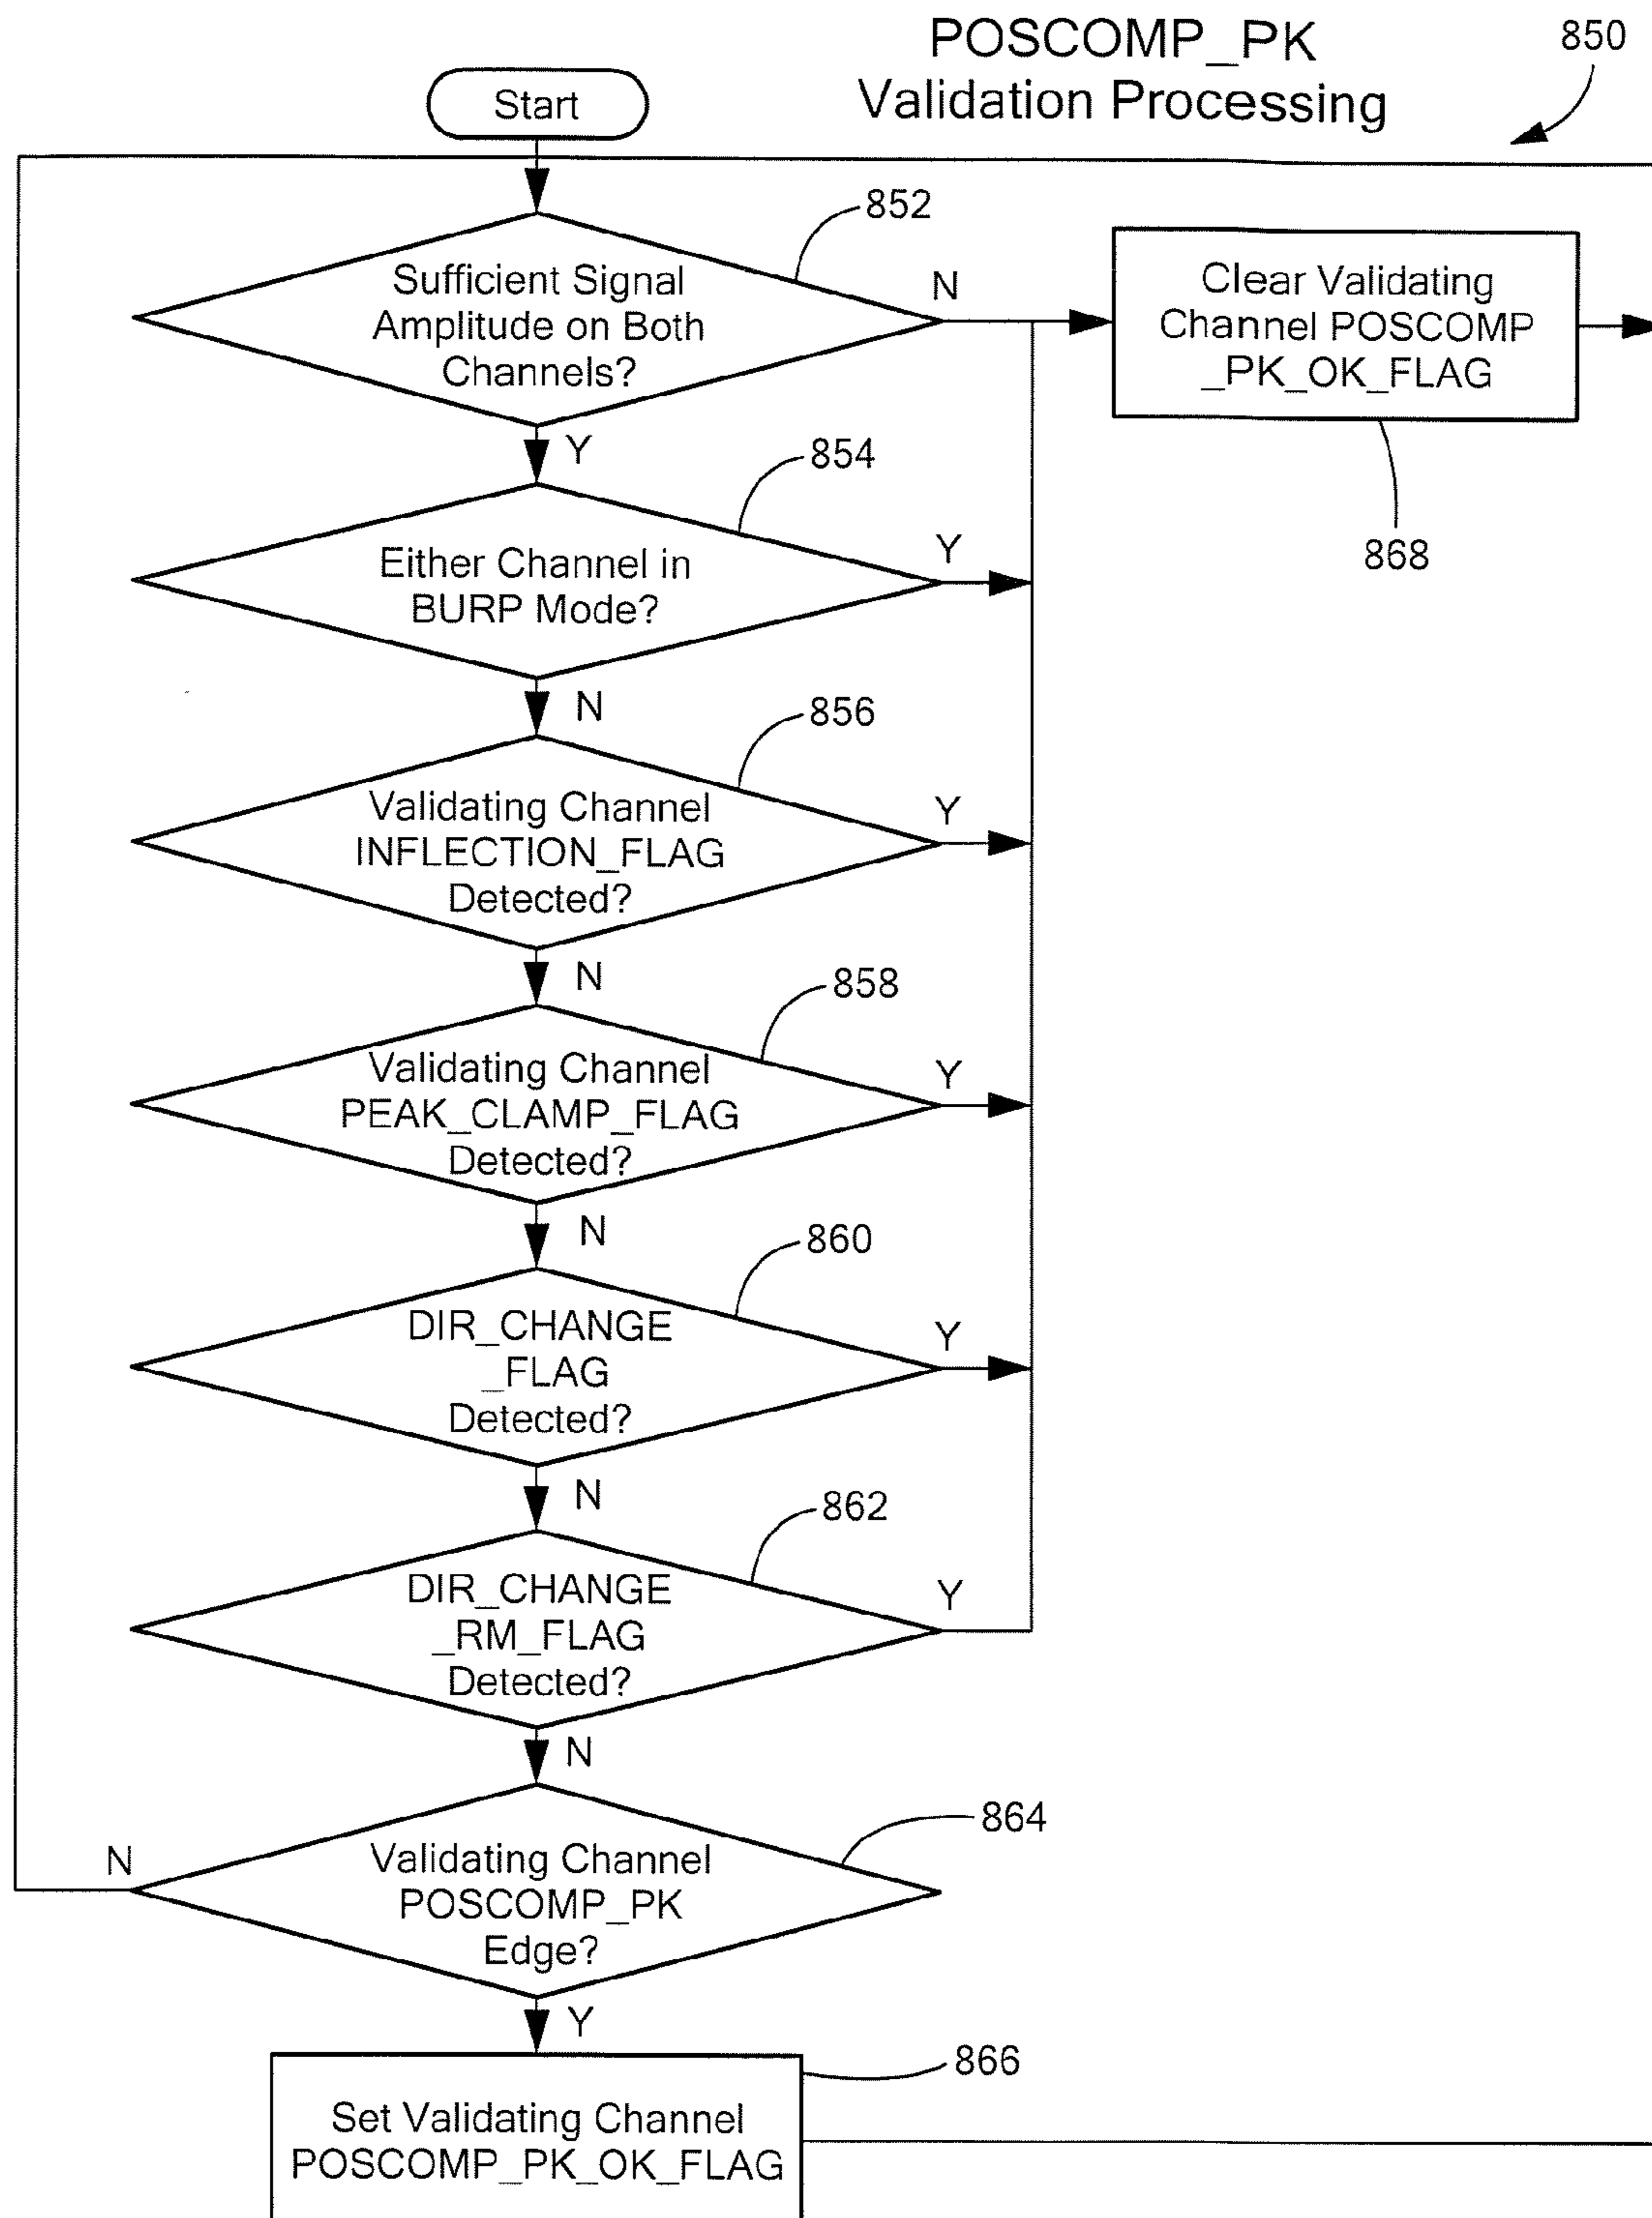 POSCOMP_PK
Validation Processing
850
Start
852
Sufficient Signal
Amplitude on Both
Channels?
N
Clear Validating
Channel POSCOMP
_PK_OK_FLAG
868
Y
854
Either Channel in
BURP Mode?
Y
N
856
Validating Channel
INFLECTION_FLAG
Detected?
Y
N
858
Validating Channel
PEAK_CLAMP_FLAG
Detected?
Y
N
860
DIR_CHANGE
_FLAG
Detected?
Y
N
862
DIR_CHANGE
_RM_FLAG
Detected?
Y
N
864
Validating Channel
POSCOMP_PK
Edge?
N
Y
866
Set Validating Channel
POSCOMP_PK_OK_FLAG